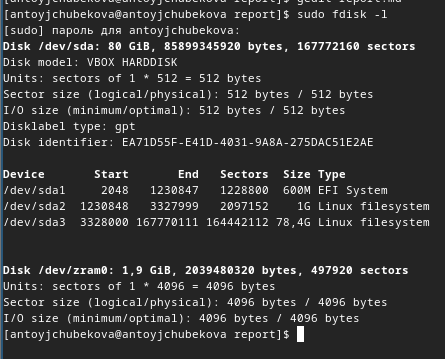 [antoyjchubekova@antoyjchubekova report]$ gedit report.md
[antoyjchubekova@antoyjchubekova report]$ sudo fdisk -l
[sudo] пароль для antoyjchubekova:
Disk /dev/sda: 80 GiB, 85899345920 bytes, 167772160 sectors
Disk model: VBOX HARDDISK
Units: sectors of 1 * 512 = 512 bytes
Sector size (logical/physical): 512 bytes / 512 bytes
I/O size (minimum/optimal): 512 bytes / 512 bytes
Disklabel type: gpt
Disk identifier: EA71D55F-E41D-4031-9A8A-275DAC51E2AE
Device Start End Sectors Size Type
/dev/sda1 2048 1230847 1228800 600M EFI System
/dev/sda2 1230848 3327999 2097152 1G Linux filesystem
/dev/sda3 3328000 167770111 164442112 78,4G Linux filesystem
Disk /dev/zram0: 1,9 GiB, 2039480320 bytes, 497920 sectors
Units: sectors of 1 * 4096 = 4096 bytes
Sector size (logical/physical): 4096 bytes / 4096 bytes
I/O size (minimum/optimal): 4096 bytes / 4096 bytes
[antoyjchubekova@antoyjchubekova report]$